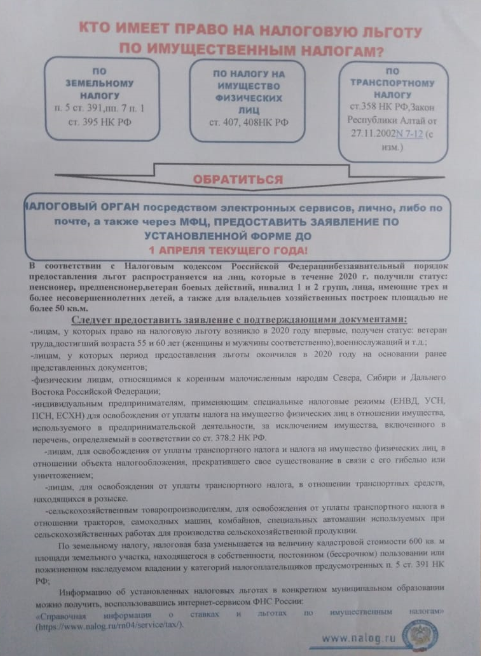 КТО ИМЕЕТ ПРАВО НА НАЛОГОВУЮ ЛЬГОТУ
ПО ИМУЩЕСТВЕННЫМ НАЛОГАМ?
ПО
ЗЕМЕЛЬНОМУ
НАЛОГУ
п. 5 ст. 391,пп. 7 п. 1
ст. 395 НК РФ
ПО НАЛОГУ НА
ИМУЩЕСТВО
ФИЗИЧЕСКИХ
ЛИЦ
ст. 407, 408НК РФ
ПО
ТРАНСПОРТНОМУ
НАЛОГУ
ст.358 НК РФ,Закон
Республики Алтай от
27.11.2002N 7-12 (с
изм.)
ОБРАТИТЬСЯ
НАЛОГОВЫЙ ОРГАН посредством электронных сервисов, лично, либо по
почте, а также через МФЦ, ПРЕДОСТАВИТЬ ЗАЯВЛЕНИЕ ПО
УСТАНОВЛЕННОЙ ФОРМЕ ДО
1 АПРЕЛЯ ТЕКУЩЕГО ГОДА!
В соответствии с Налоговым кодексом Российской Федерациибеззаявительный порядок
предоставления льгот распространяется на лиц, которые в течение 2020 г. получили статус:
пенсионер, предпенсионер,ветеран боевых действий, инвалид 1 и 2 групп, лица, имеющие трех и
более несовершеннолетних детей, а также для владельцев хозяйственных построек площадью не
более 50 кв.м.
Следует предоставить заявление с подтверждающими документами:
-лицам, у которых право на налоговую льготу возникло в 2020 году впервые, получен статус: ветеран
труда,достигший возраста 55 и 60 лет (женщины и мужчины соответственно),военнослужащий и т.д.;
-лицам, у которых период предоставления льготы окончился в 2020 году на основании ранее
представленных документов;
-физическим лицам, относящимся к коренным малочисленным народам Севера, Сибири и Дальнего
Востока Российской Федерации;
-индивидуальным предпринимателям, применяющим специальные налоговые режимы (ЕНВД, УСН,
ПСН, ЕСХН) для освобождения от уплаты налога на имущество физических лиц в отношении имущества,
используемого в предпринимательской деятельности, за исключением имущества, включенного в
перечень, определяемый в соответствии со ст. 378.2 НК РФ.
-лицам, для освобождения от уплаты транспортного налога и налога на имущество физических лиц, в
отношении объекта налогообложение, прекратившего свое существование в связи с его гибелью или
уничтожением;
-лицам, для освобождения от уплаты транспортного налога, в отношении транспортных средств,
находящихся в розыске.
-сельскохозяйственным товаропроизводителям, для освобождения от уплаты транспортного налога в
отношении тракторов, самоходных машин, комбайнов, специальных автомашин используемых при
сельскохозяйственных работах для производства сельскохозяйственной продукции.
По земельному налогу, налоговая база уменьшается на величину кадастровой стоимости 600 кв. м
площади земельного участка, находящегося в собственности, постоянном (бессрочном) пользовании или
пожизненном наследуемом владении у категорий налогоплательщиков предусмотренных п. 5 ст. 391 НК
РФ;
Информацию об установленных налоговых льготах в конкретном муниципальном образовании
можно получить, воспользовавшись интернет-сервисом ФНС России:
«Справочная информация о ставках и льготах по имущественным налогам»
(https://www.nalog.ru/rn04/service/tax/).
www.nalog.ru